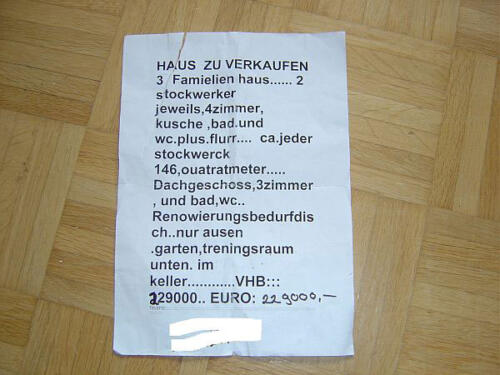 HAUS ZU VERKAUFEN
3 Famielien haus...... 2
stockwerker
jeweils,4zimmer,
kusche ,bad.und
wc.plus.flurr.... ca.jeder
stockwerck
146,ouatratmeter.....
Dachgeschoss,3zimmer
, und bad,wc..
Renowierungsbedurfdis
ch..nur ausen
.garten,treningsraum
unten. im
keller............VHB:::
229000.. EURO: 229000,-